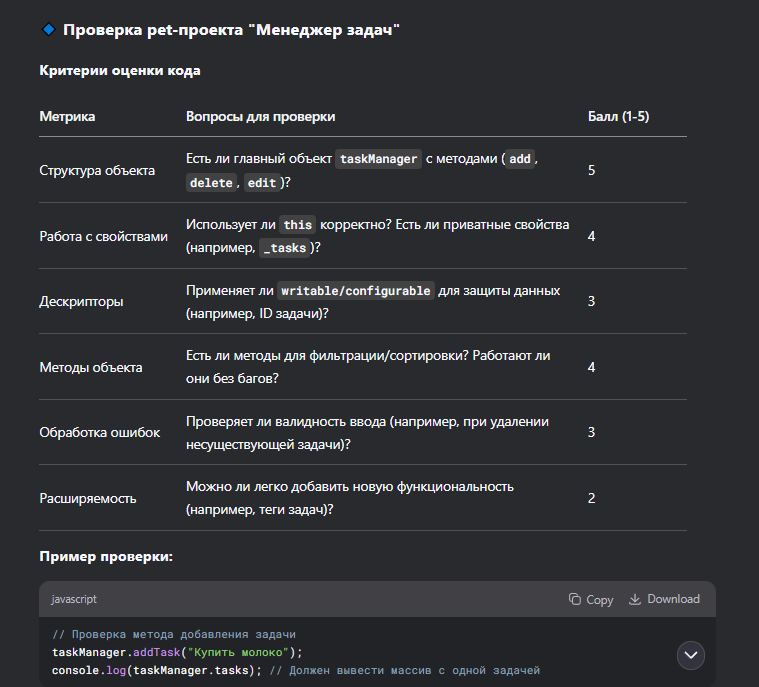 Проверка pet-проекта "Менеджер задач"
Критерии оценки кода
Метрика Вопросы для проверки Балл (1-5)
Структура объекта Есть ли главный объект taskManager с методами (add, delete, edit)? 5
Работа с свойствами Использует ли this корректно? Есть ли приватные свойства (например, _tasks)? 4
Дескрипторы Применяет ли writable/configurable для защиты данных (например, ID задачи)? 3
Методы объекта Есть ли методы для фильтрации/сортировки? Работают ли они без багов? 4
Обработка ошибок Проверяет ли валидность ввода (например, при удалении несуществующей задачи)? 3
Расширяемость Можно ли легко добавить новую функциональность (например, теги задач)? 2
Пример проверки:
javascript Copy Download
// Проверка метода добавления задачи
taskManager.addTask("Купить молоко");
console.log(taskManager.tasks); // Должен вывести массив с одной задачей